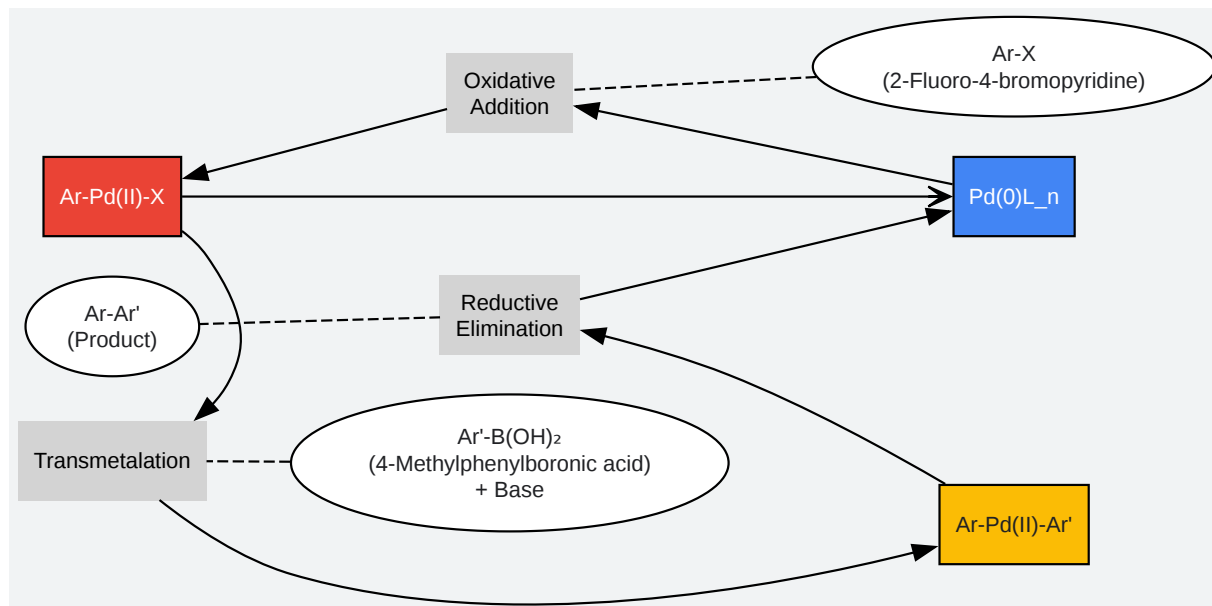 Oxidative
Addition
Ar-X
(2-Fluoro-4-bromopyridine)
Ar-Pd(II)-X
Pd(0)L_n
Ar-Ar'
(Product)
Reductive
Elimination
Transmetalation
Ar'-B(OH)₂
(4-Methylphenylboronic acid)
+ Base
Ar-Pd(II)-Ar'